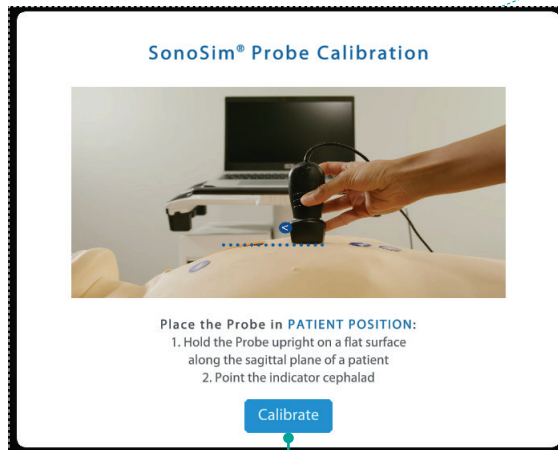 SonoSim® Probe Calibration
<
Place the Probe in PATIENT POSITION:
1. Hold the Probe upright on a flat surface
along the sagittal plane of a patient
2. Point the indicator cephalad
Calibrate